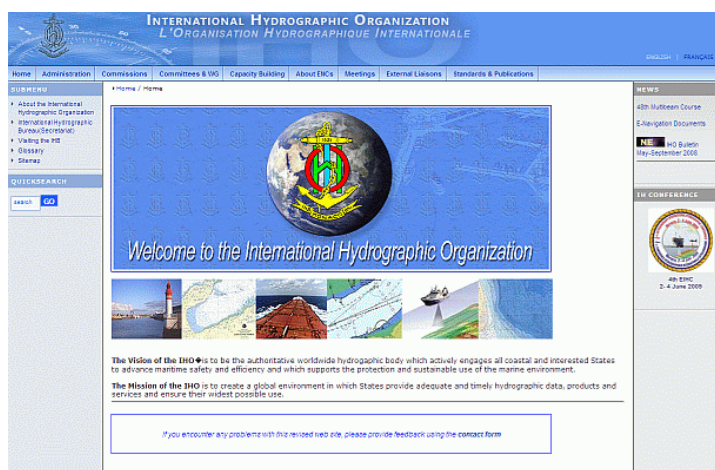 INTERNATIONAL HYDROGRAPHIC ORGANIZATION
L'ORGANISATION HYDROGRAPHIQUE INTERNATIONALE
IHO
ENGLISH | FRANÇAIS
Home Administration Commissions Committees & WG Capacity Building About ENCs Meetings External Liaisons Standards & Publications
SUBMENU
About the International
Hydrographic Organization
International Hydrographic
Bureau(Secretariat)
Visiting the IHB
Glossary
Sitemap
QUICKSEARCH
search GO
Home / Home
Welcome to the International Hydrographic Organization
The Vision of the IHO�is to be the authoritative worldwide hydrogaphic body which actively engages all coastal and interested States
to advance maritime safety and efficiency and which supports the protection and sustainable use of the marine environment.
The Mission of the IHO is to create a global environment in which States provide adequate and timely hydrographic data, products and
services and ensure their widest possible use.
If you encounter any problems with this revised web site, please provide feedback using the contact form
NEWS
48th Multibeam Course
E-Navigation Documents
NE IHO Bulletin
May-September 2008
IH CONFERENCE
4th EIHC
2- 4 June 2009